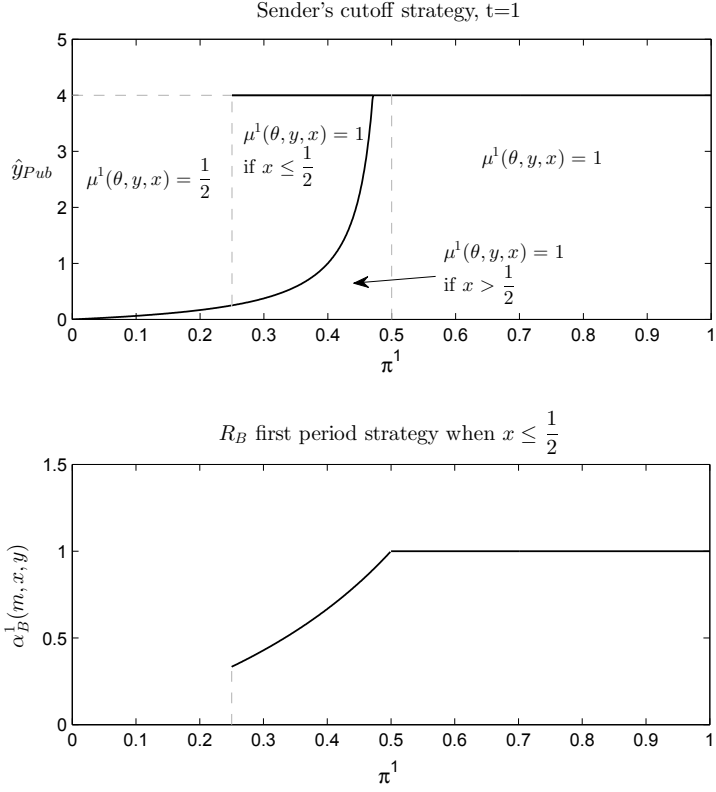 Sender's cutoff strategy, t=1
5
4
3
2
1
0
ŷ_Pub
μ¹(θ, y, x) = 1/2
μ¹(θ, y, x) = 1
if x ≤ 1/2
μ¹(θ, y, x) = 1
μ¹(θ, y, x) = 1
if x > 1/2
0 0.1 0.2 0.3 0.4 0.5 0.6 0.7 0.8 0.9 1
π¹
R_B first period strategy when x ≤ 1/2
1.5
1
0.5
0
α¹_B(m, x, y)
0 0.1 0.2 0.3 0.4 0.5 0.6 0.7 0.8 0.9 1
π¹